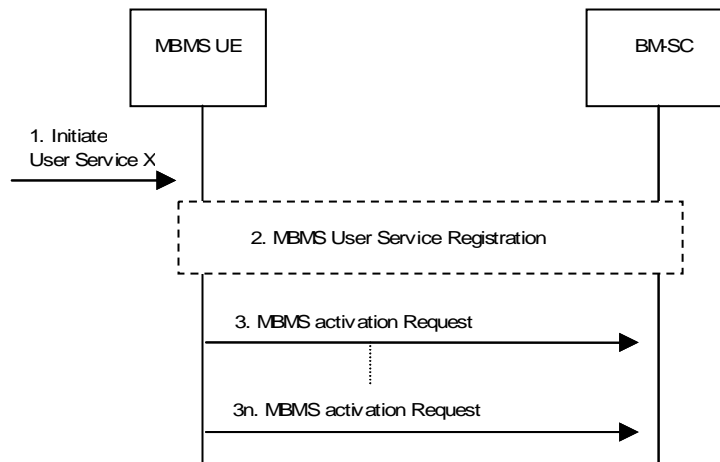 MBMS UE
BM-SC
1. Initiate
User Service X
2. MBMS User Service Registration
3. MBMS activation Request
3n. MBMS activation Request